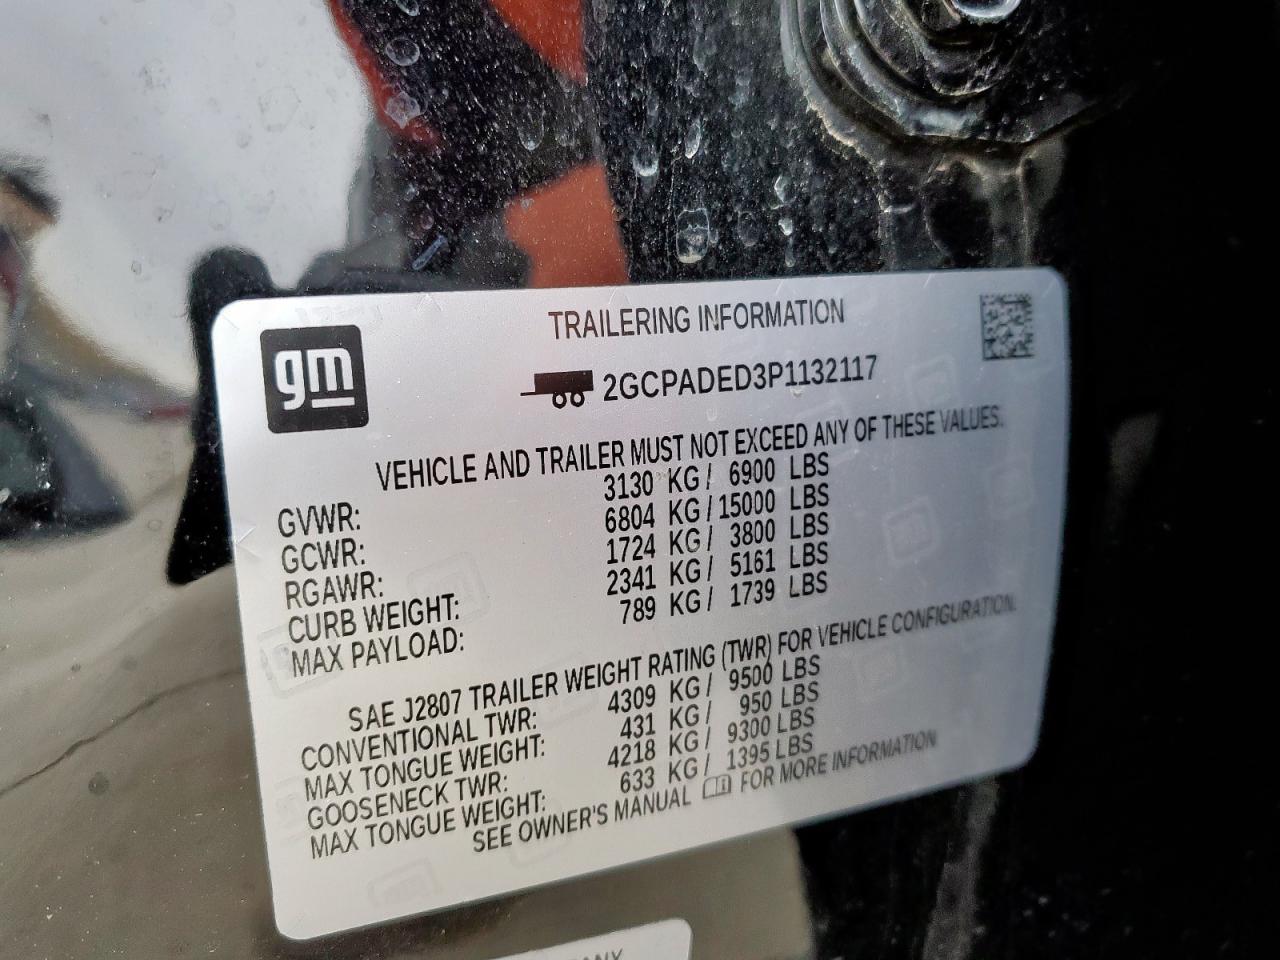 gm
TRAILERING INFORMATION
2GCPADED3P1132117
VEHICLE AND TRAILER MUST NOT EXCEED ANY OF THESE VALUES.
GVWR: 3130 KG/ 6900 LBS
GCWR: 6804 KG/15000 LBS
RGAWR: 1724 KG/ 3800 LBS
CURB WEIGHT: 2341 KG/ 5161 LBS
MAX PAYLOAD: 789 KG/ 1739 LBS
SAE J2807 TRAILER WEIGHT RATING (TWR) FOR VEHICLE CONFIGURATION.
CONVENTIONAL TWR: 4309 KG/ 9500 LBS
MAX TONGUE WEIGHT: 431 KG/ 950 LBS
GOOSENECK TWR: 4218 KG/ 9300 LBS
MAX TONGUE WEIGHT: 633 KG/ 1395 LBS
SEE OWNER'S MANUAL FOR MORE INFORMATION